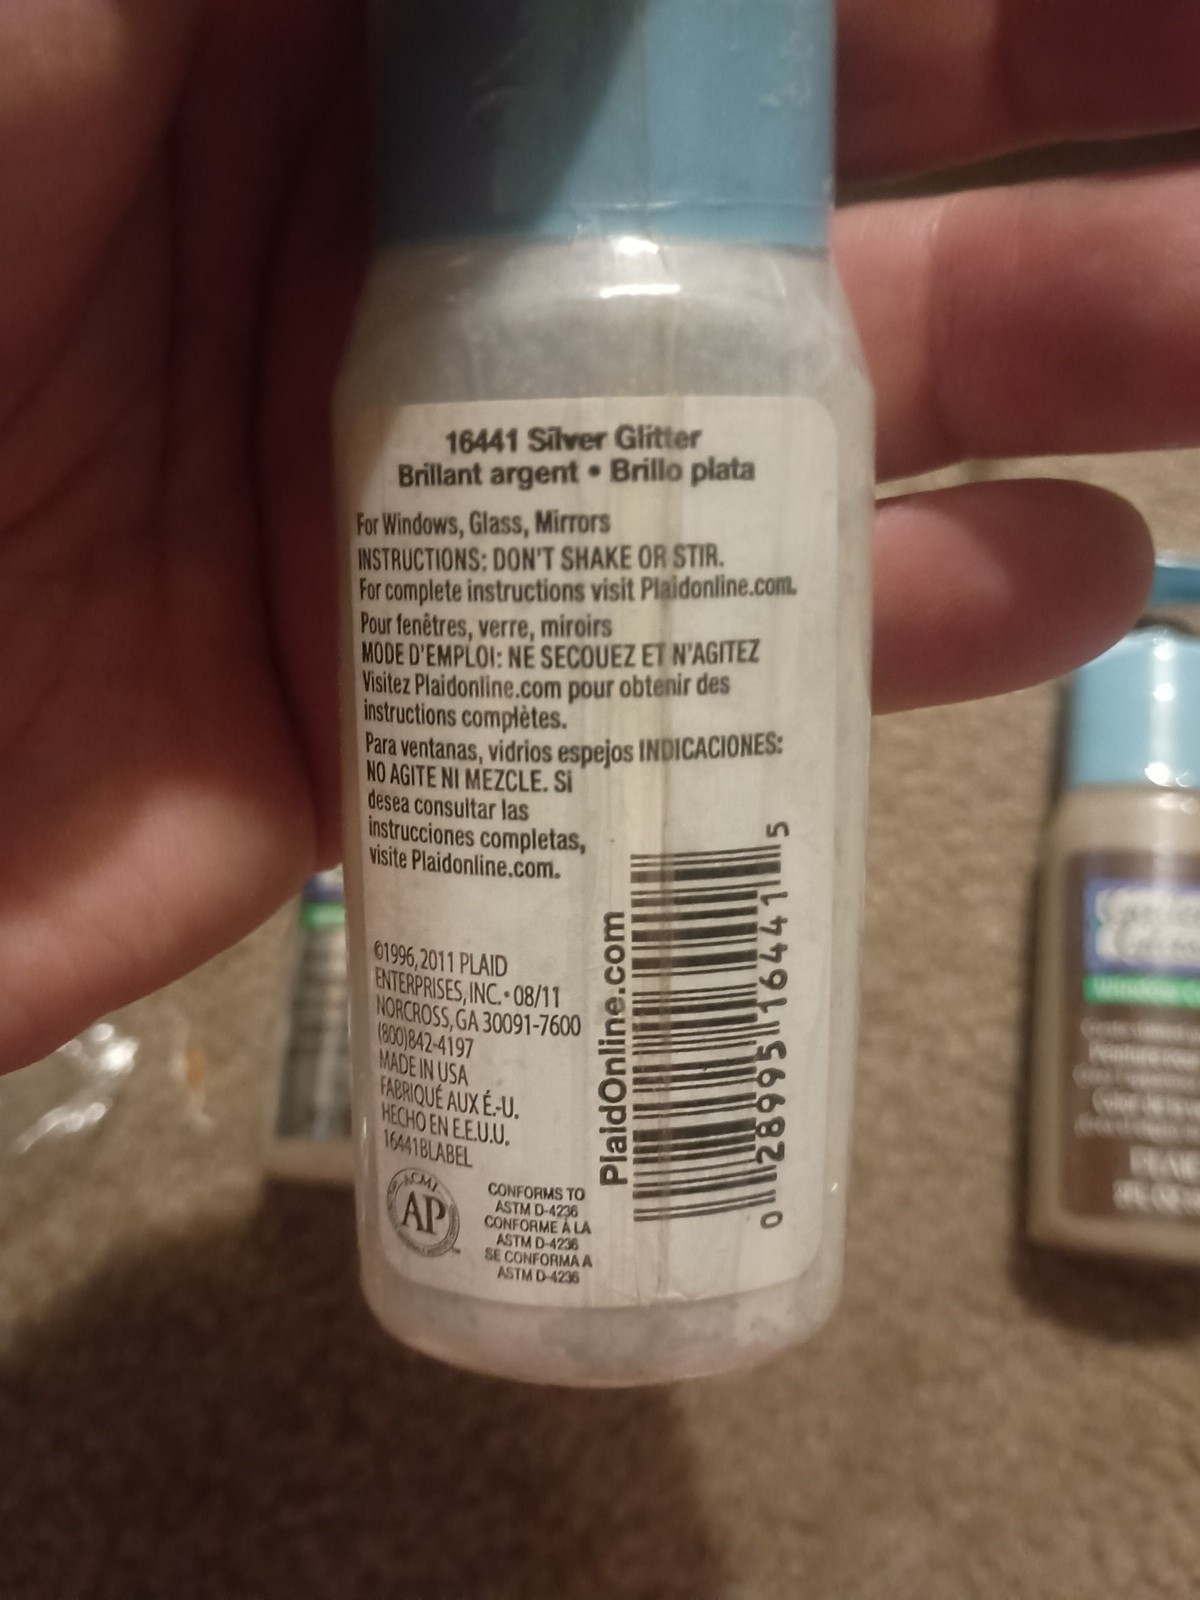 16441 Silver Glitter
Brillant argent • Brillo plata
For Windows, Glass, Mirrors
INSTRUCTIONS: DON'T SHAKE OR STIR.
For complete instructions visit Plaidonline.com.
Pour fenêtres, verre, miroirs
MODE D'EMPLOI: NE SECOUEZ ET N'AGITEZ
Visitez Plaidonline.com pour obtenir des
instructions complètes.
Para ventanas, vidrios espejos INDICACIONES:
NO AGITE NI MEZCLE. Si
desea consultar las
instrucciones completas,
visite Plaidonline.com.
©1996, 2011 PLAID
ENTERPRISES, INC. • 08/11
NORCROSS, GA 30091-7600
(800)842-4197
MADE IN USA
FABRIQUÉ AUX É.-U.
HECHO EN E.E.U.U.
16441BLABEL
ACMI
AP
CONFORMS TO
ASTM D-4236
CONFORME À LA
ASTM D-4236
SE CONFORMA A
ASTM D-4236
PlaidOnline.com
0 28995 16441 5